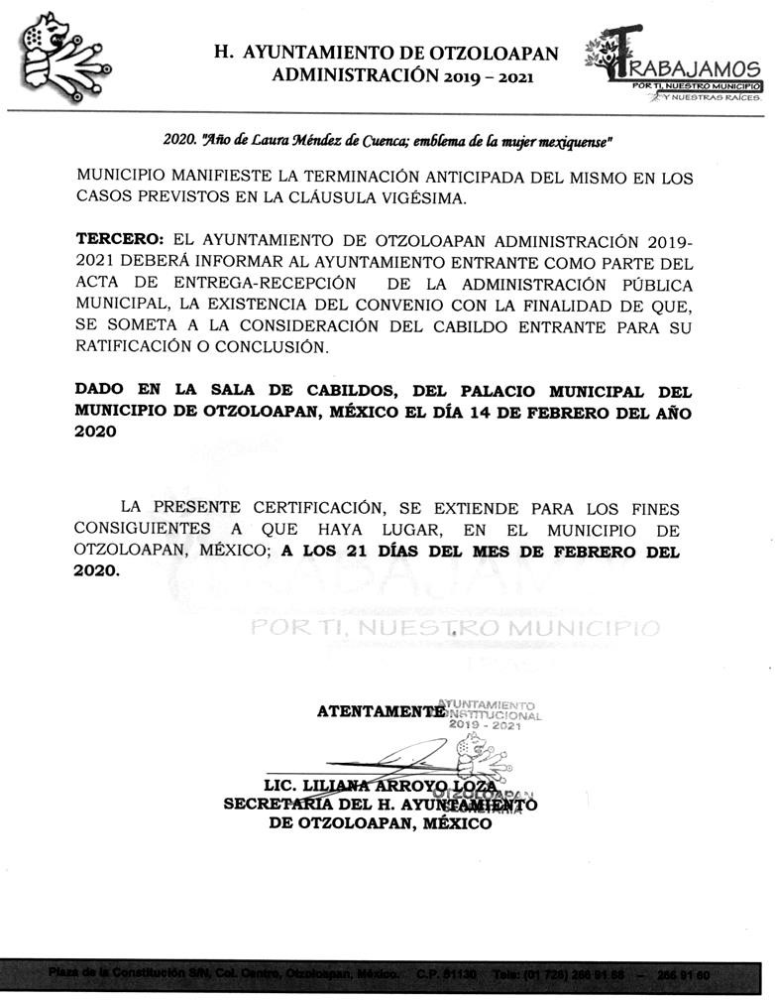 H. AYUNTAMIENTO DE OTZOLOAPAN
ADMINISTRACIÓN 2019 – 2021
TRABAJAMOS
POR TI, NUESTRO MUNICIPIO
Y NUESTRAS RAÍCES.
2020. "Año de Laura Méndez de Cuenca; emblema de la mujer mexiquense"
MUNICIPIO MANIFIESTE LA TERMINACIÓN ANTICIPADA DEL MISMO EN LOS
CASOS PREVISTOS EN LA CLÁUSULA VIGÉSIMA.
TERCERO: EL AYUNTAMIENTO DE OTZOLOAPAN ADMINISTRACIÓN 2019-
2021 DEBERÁ INFORMAR AL AYUNTAMIENTO ENTRANTE COMO PARTE DEL
ACTA DE ENTREGA-RECEPCIÓN DE LA ADMINISTRACIÓN PÚBLICA
MUNICIPAL, LA EXISTENCIA DEL CONVENIO CON LA FINALIDAD DE QUE,
SE SOMETA A LA CONSIDERACIÓN DEL CABILDO ENTRANTE PARA SU
RATIFICACIÓN O CONCLUSIÓN.
DADO EN LA SALA DE CABILDOS, DEL PALACIO MUNICIPAL DEL
MUNICIPIO DE OTZOLOAPAN, MÉXICO EL DÍA 14 DE FEBRERO DEL AÑO
2020
LA PRESENTE CERTIFICACIÓN, SE EXTIENDE PARA LOS FINES
CONSIGUIENTES A QUE HAYA LUGAR, EN EL MUNICIPIO DE
OTZOLOAPAN, MÉXICO; A LOS 21 DÍAS DEL MES DE FEBRERO DEL
2020.
TRABAJAMOS
POR TI, NUESTRO MUNICIPIO
ATENTAMENTE
AYUNTAMIENTO
CONSTITUCIONAL
2019 - 2021
LIC. LILIANA ARROYO LOZA
OTZOLOAPAN
SECRETARIA
SECRETARIA DEL H. AYUNTAMIENTO
DE OTZOLOAPAN, MÉXICO
Plaza de la Constitución S/N, Col. Centro, Otzoloapan, México. C.P. 51130 Tels: (01 726) 266 91 68 – 266 91 60